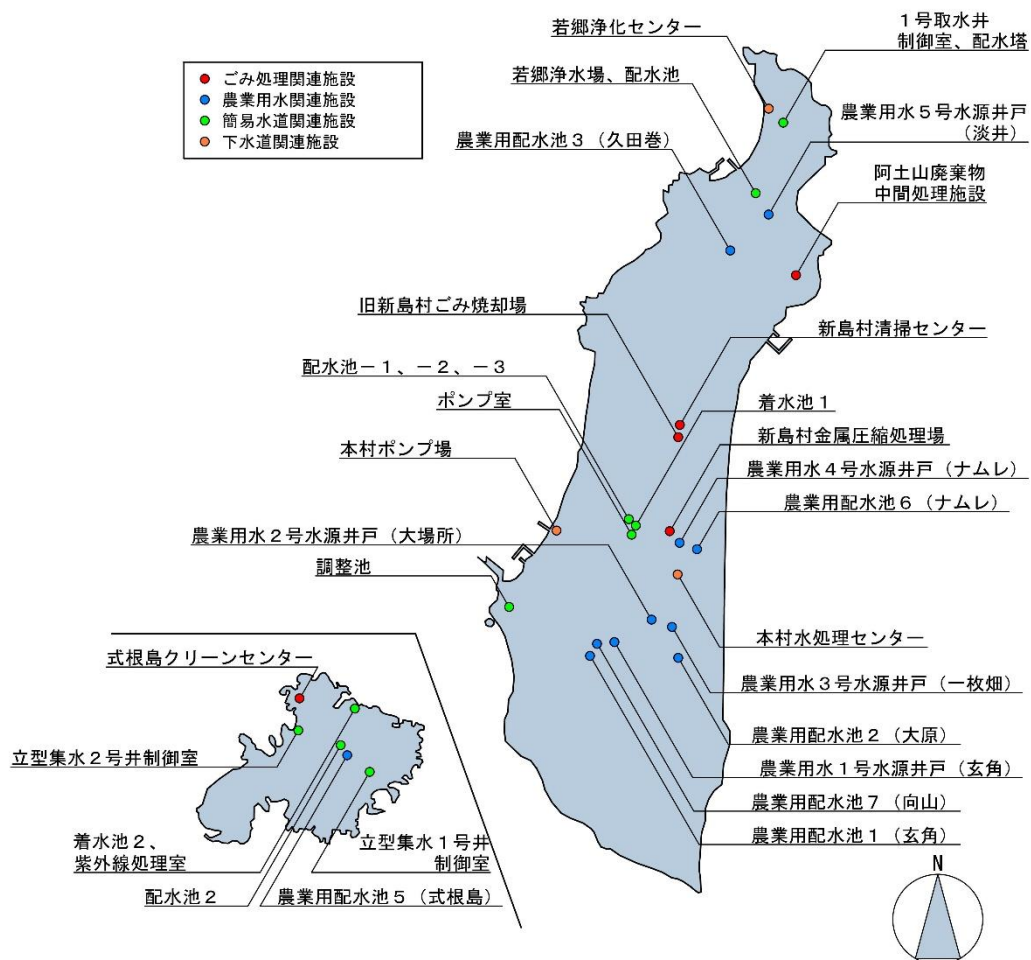 ごみ処理関連施設
農業用水関連施設
簡易水道関連施設
下水道関連施設
若郷浄化センター
１号取水井
制御室、配水塔
若郷浄水場、配水池
農業用水５号水源井戸
（淡井）
農業用配水池３（久田巻）
阿土山廃棄物
中間処理施設
旧新島村ごみ焼却場
新島村清掃センター
配水池－１、－２、－３
着水池１
ポンプ室
新島村金属圧縮処理場
本村ポンプ場
農業用水４号水源井戸（ナムレ）
農業用配水池６（ナムレ）
農業用水２号水源井戸（大場所）
調整池
本村水処理センター
式根島クリーンセンター
農業用水３号水源井戸（一枚畑）
農業用配水池２（大原）
立型集水２号井制御室
農業用水１号水源井戸（玄角）
農業用配水池７（向山）
農業用配水池１（玄角）
着水池２、
紫外線処理室
立型集水１号井
制御室
配水池２
農業用配水池５（式根島）
N